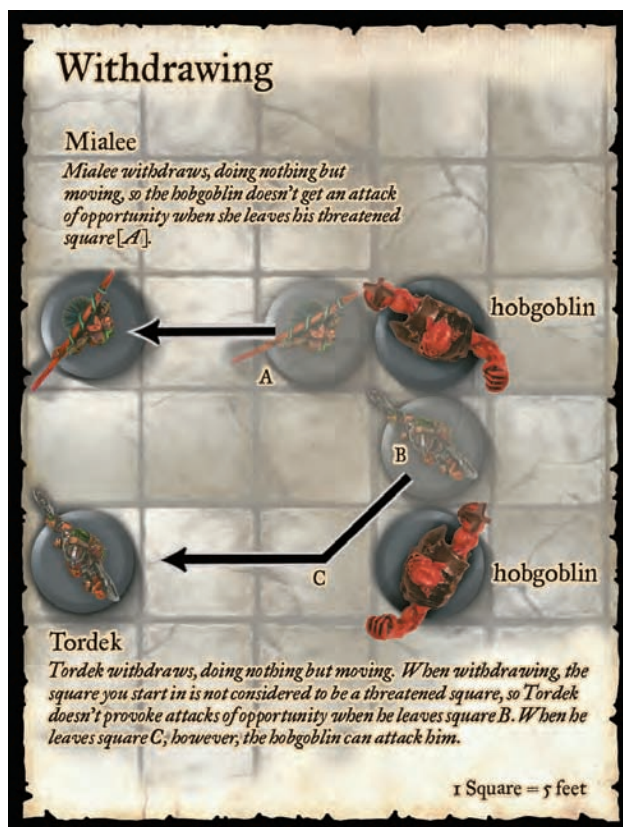 Withdrawing
Mialee
Mialee withdraws, doing nothing but
moving, so the hobgoblin doesn't get an attack
of opportunity when she leaves his threatened
square [A].
hobgoblin
A
B
C
hobgoblin
Tordek
Tordek withdraws, doing nothing but moving. When withdrawing, the
square you start in is not considered to be a threatened square, so Tordek
doesn't provoke attacks of opportunity when he leaves square B. When he
leaves square C, however, the hobgoblin can attack him.
1 Square = 5 feet